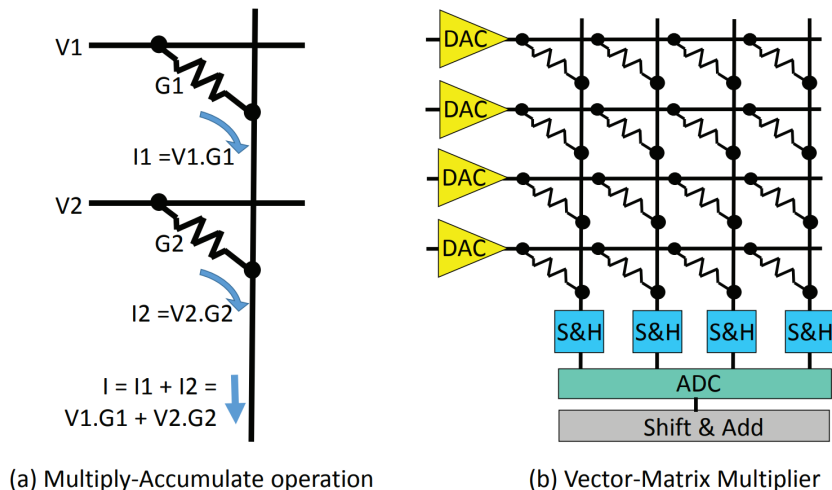 V1
G1
I1 =V1.G1
V2
G2
I2 =V2.G2
I = I1 + I2 =
V1.G1 + V2.G2
(a) Multiply-Accumulate operation
DAC
DAC
DAC
DAC
S&H S&H S&H S&H
ADC
Shift & Add
(b) Vector-Matrix Multiplier